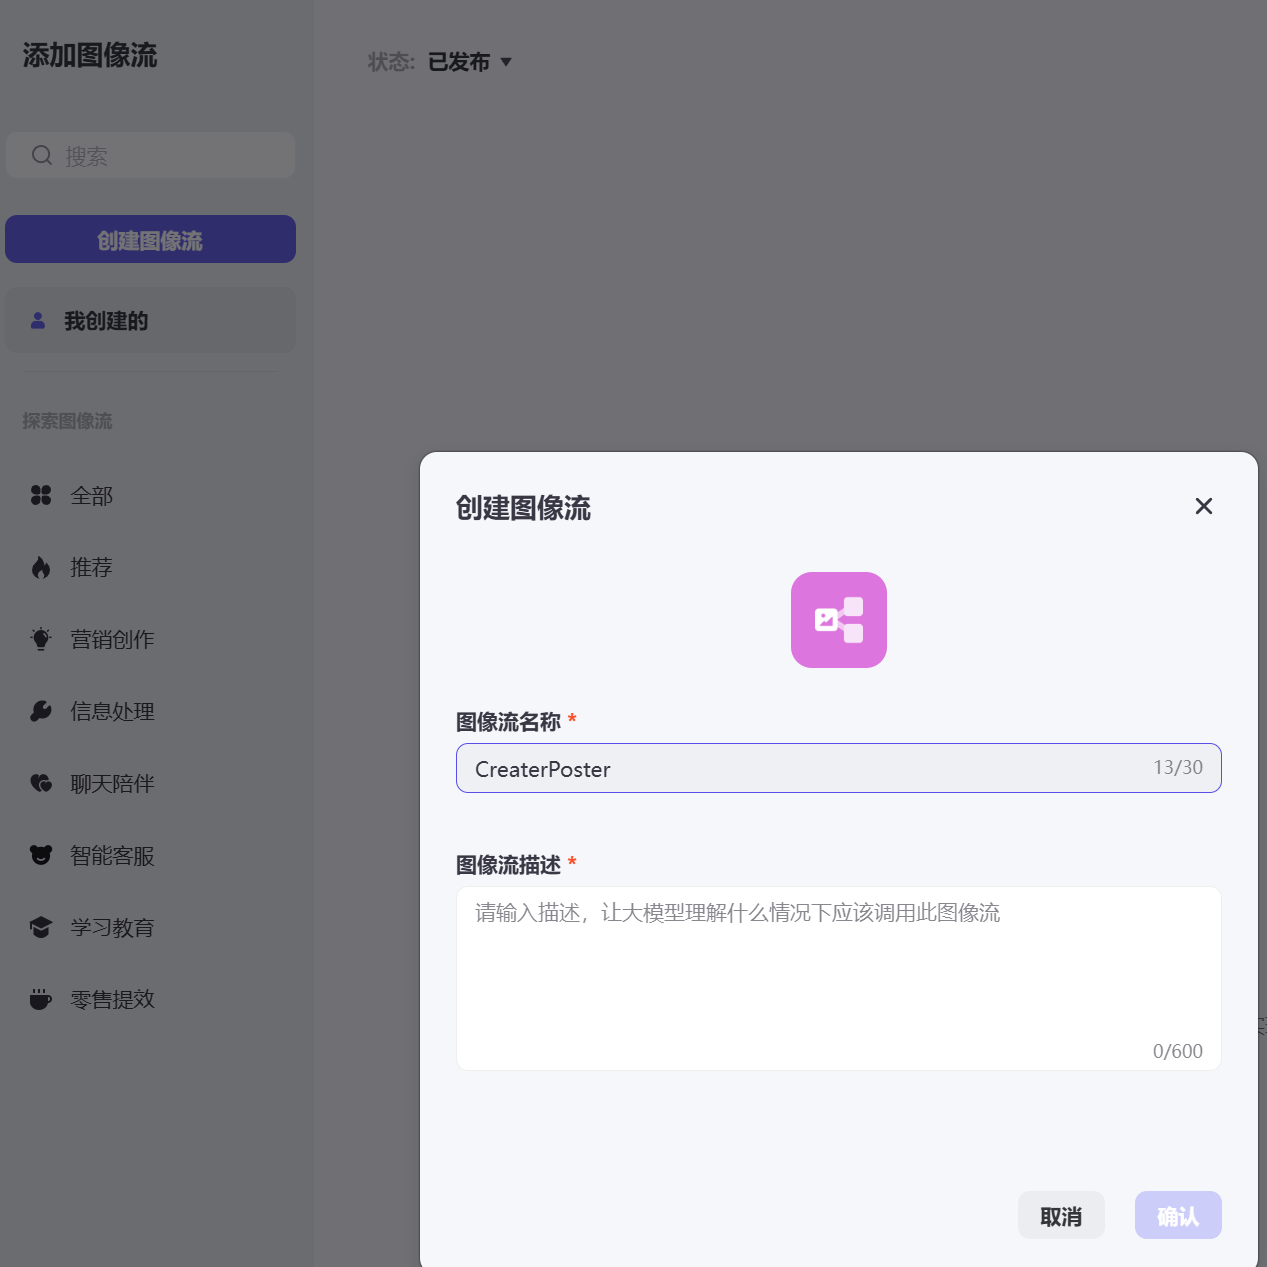 添加图像流
状态: 已发布
搜索
创建图像流
我创建的
探索图像流
全部
推荐
营销创作
信息处理
聊天陪伴
智能客服
学习教育
零售提效
创建图像流
图像流名称 *
CreaterPoster 13/30
图像流描述 *
请输入描述，让大模型理解什么情况下应该调用此图像流
0/600
取消 确认